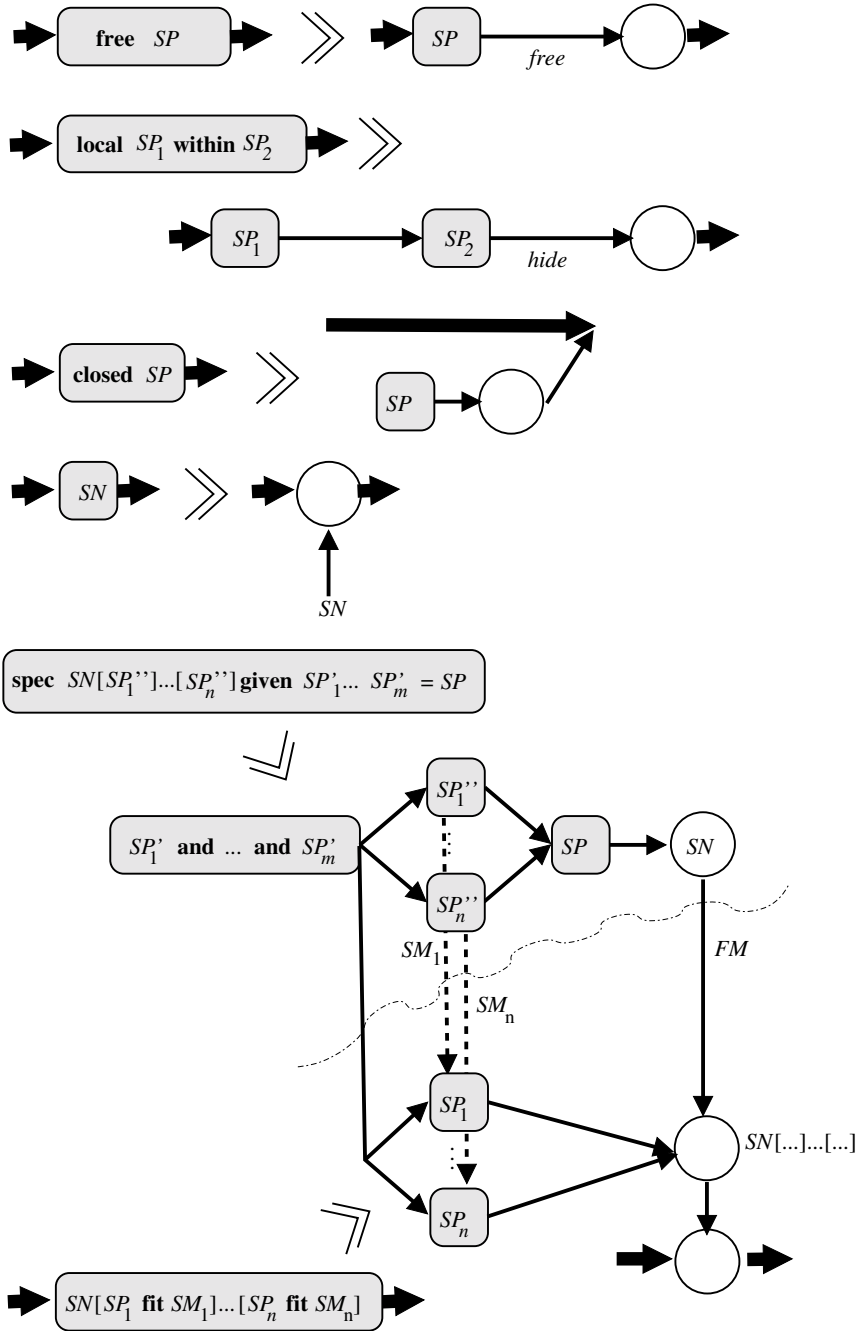 free SP
SP
free
local SP₁ within SP₂
SP₁
SP₂
hide
closed SP
SP
SN
SN
spec SN[SP₁'']...[SPₙ''] given SP'₁... SP'ₘ = SP
SP₁''
SP₁' and ... and SP'ₘ
...
SP
SN
SPₙ''
SM₁
FM
SMₙ
SP₁
SN[...]...[...]
...
SPₙ
SN[SP₁ fit SM₁]...[SPₙ fit SMₙ]